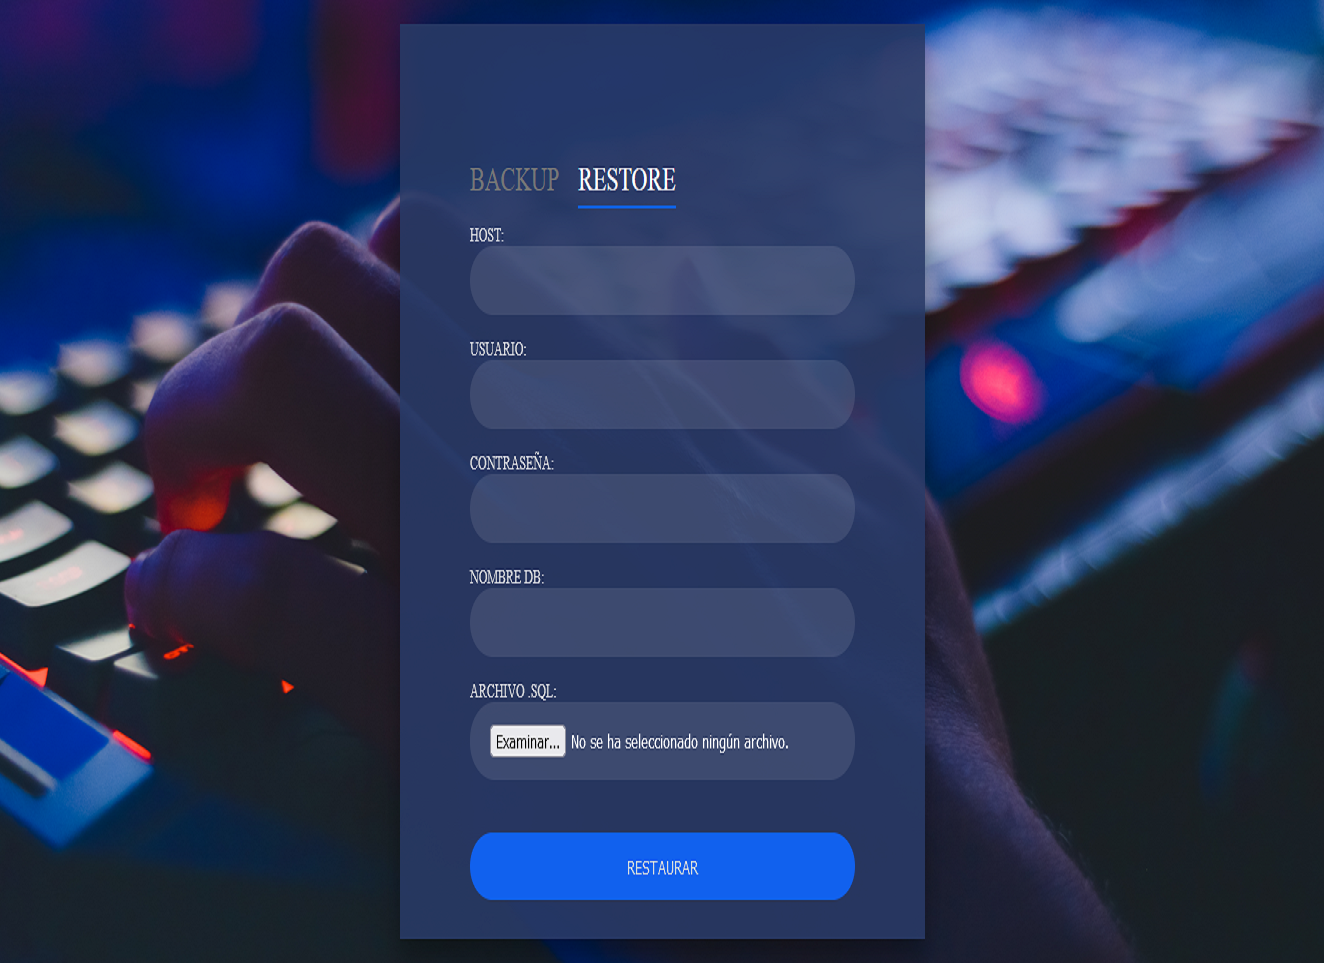 BACKUP RESTORE
HOST:
USUARIO:
CONTRASEÑA:
NOMBRE DB:
ARCHIVO .SQL:
Examinar... No se ha seleccionado ningún archivo.
RESTAURAR